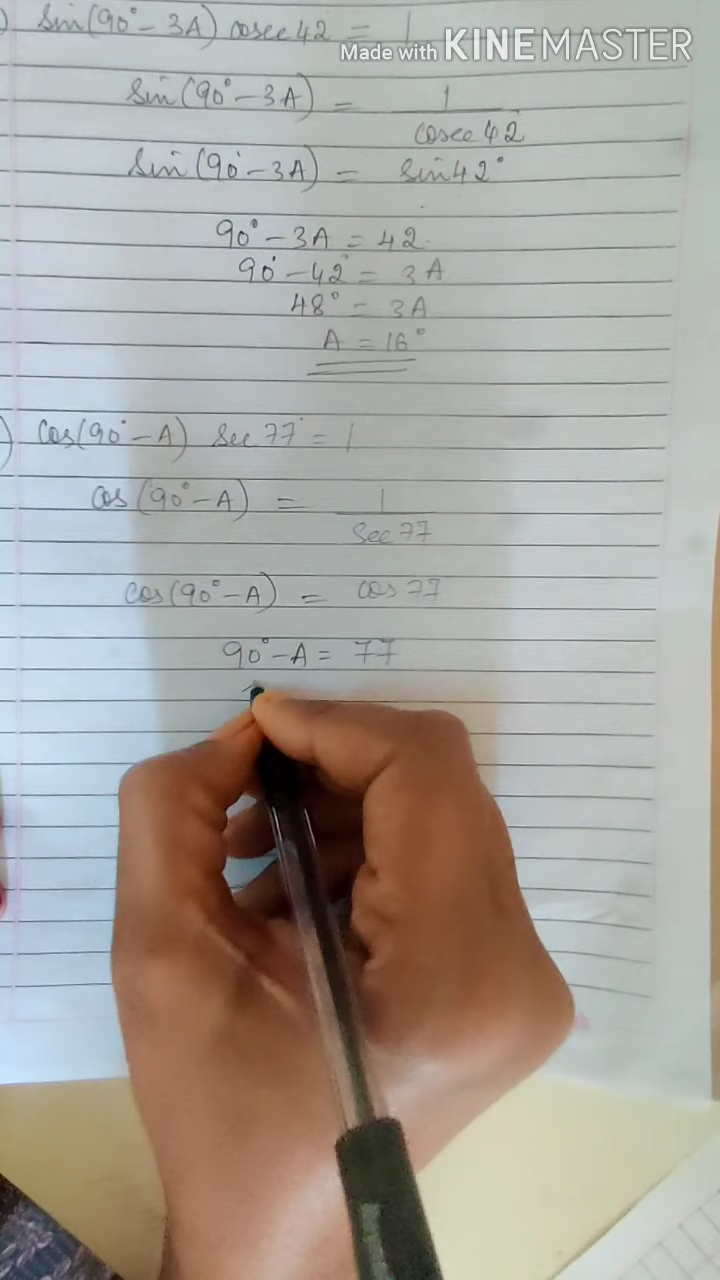 ) sin(90° - 3A) cosec 42 = 1
Made with KINEMASTER
sin(90° - 3A) = 1
cosec 42
sin(90° - 3A) = sin 42°
90° - 3A = 42
90° - 42° = 3A
48° = 3A
A = 16°
) cos(90° - A) sec 77° = 1
cos(90° - A) = 1
sec 77
cos(90° - A) = cos 77
90° - A = 77